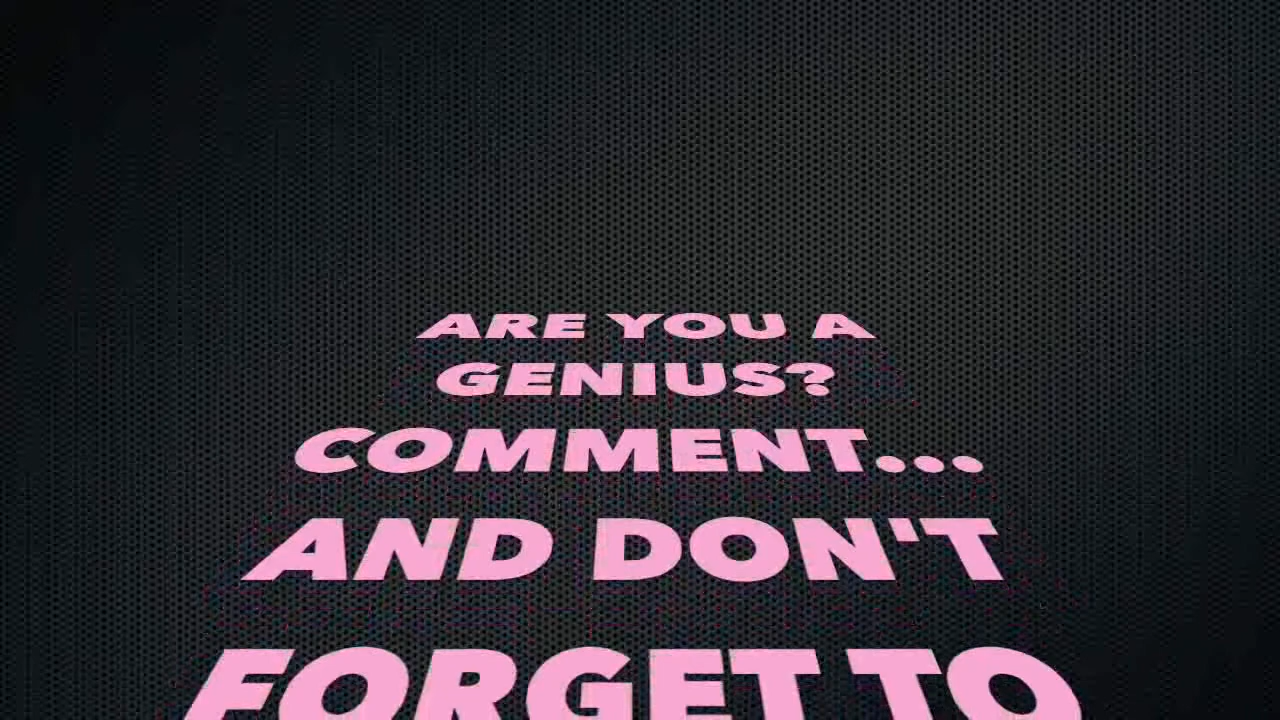 ARE YOU A
GENIUS?
COMMENT...
AND DON'T
FORGET TO